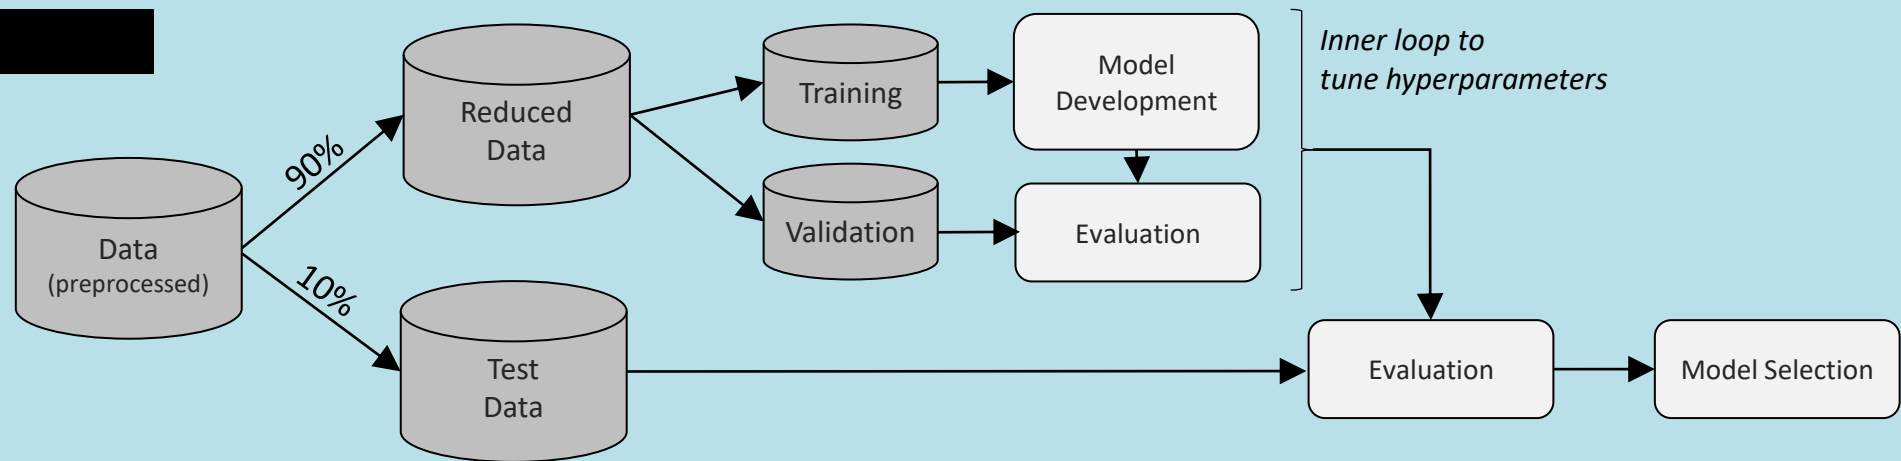 Inner loop to
tune hyperparameters
Model
Development
Training
Reduced
Data
90%
Validation
Evaluation
Data
(preprocessed)
10%
Test
Data
Evaluation
Model Selection